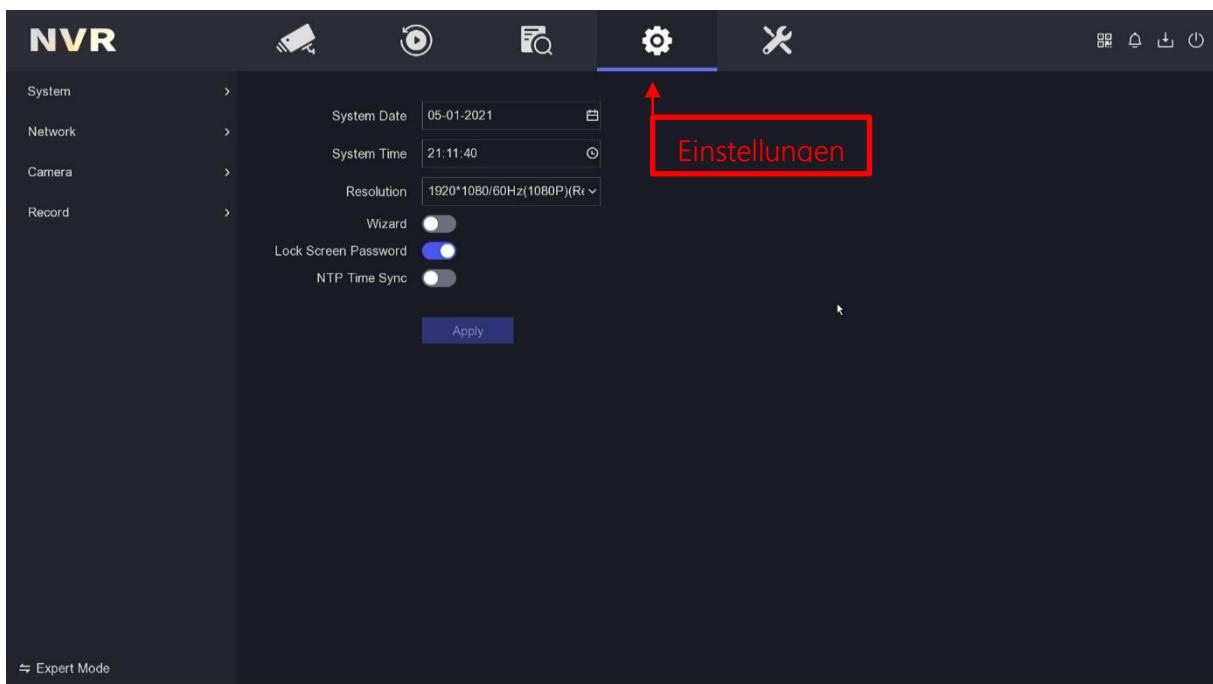 NVR
System
Network
Camera
Record
System Date 05-01-2021
System Time 21:11:40
Resolution 1920*1080/60Hz(1080P)(Re
Wizard
Lock Screen Password
NTP Time Sync
Apply
Einstellungen
Expert Mode